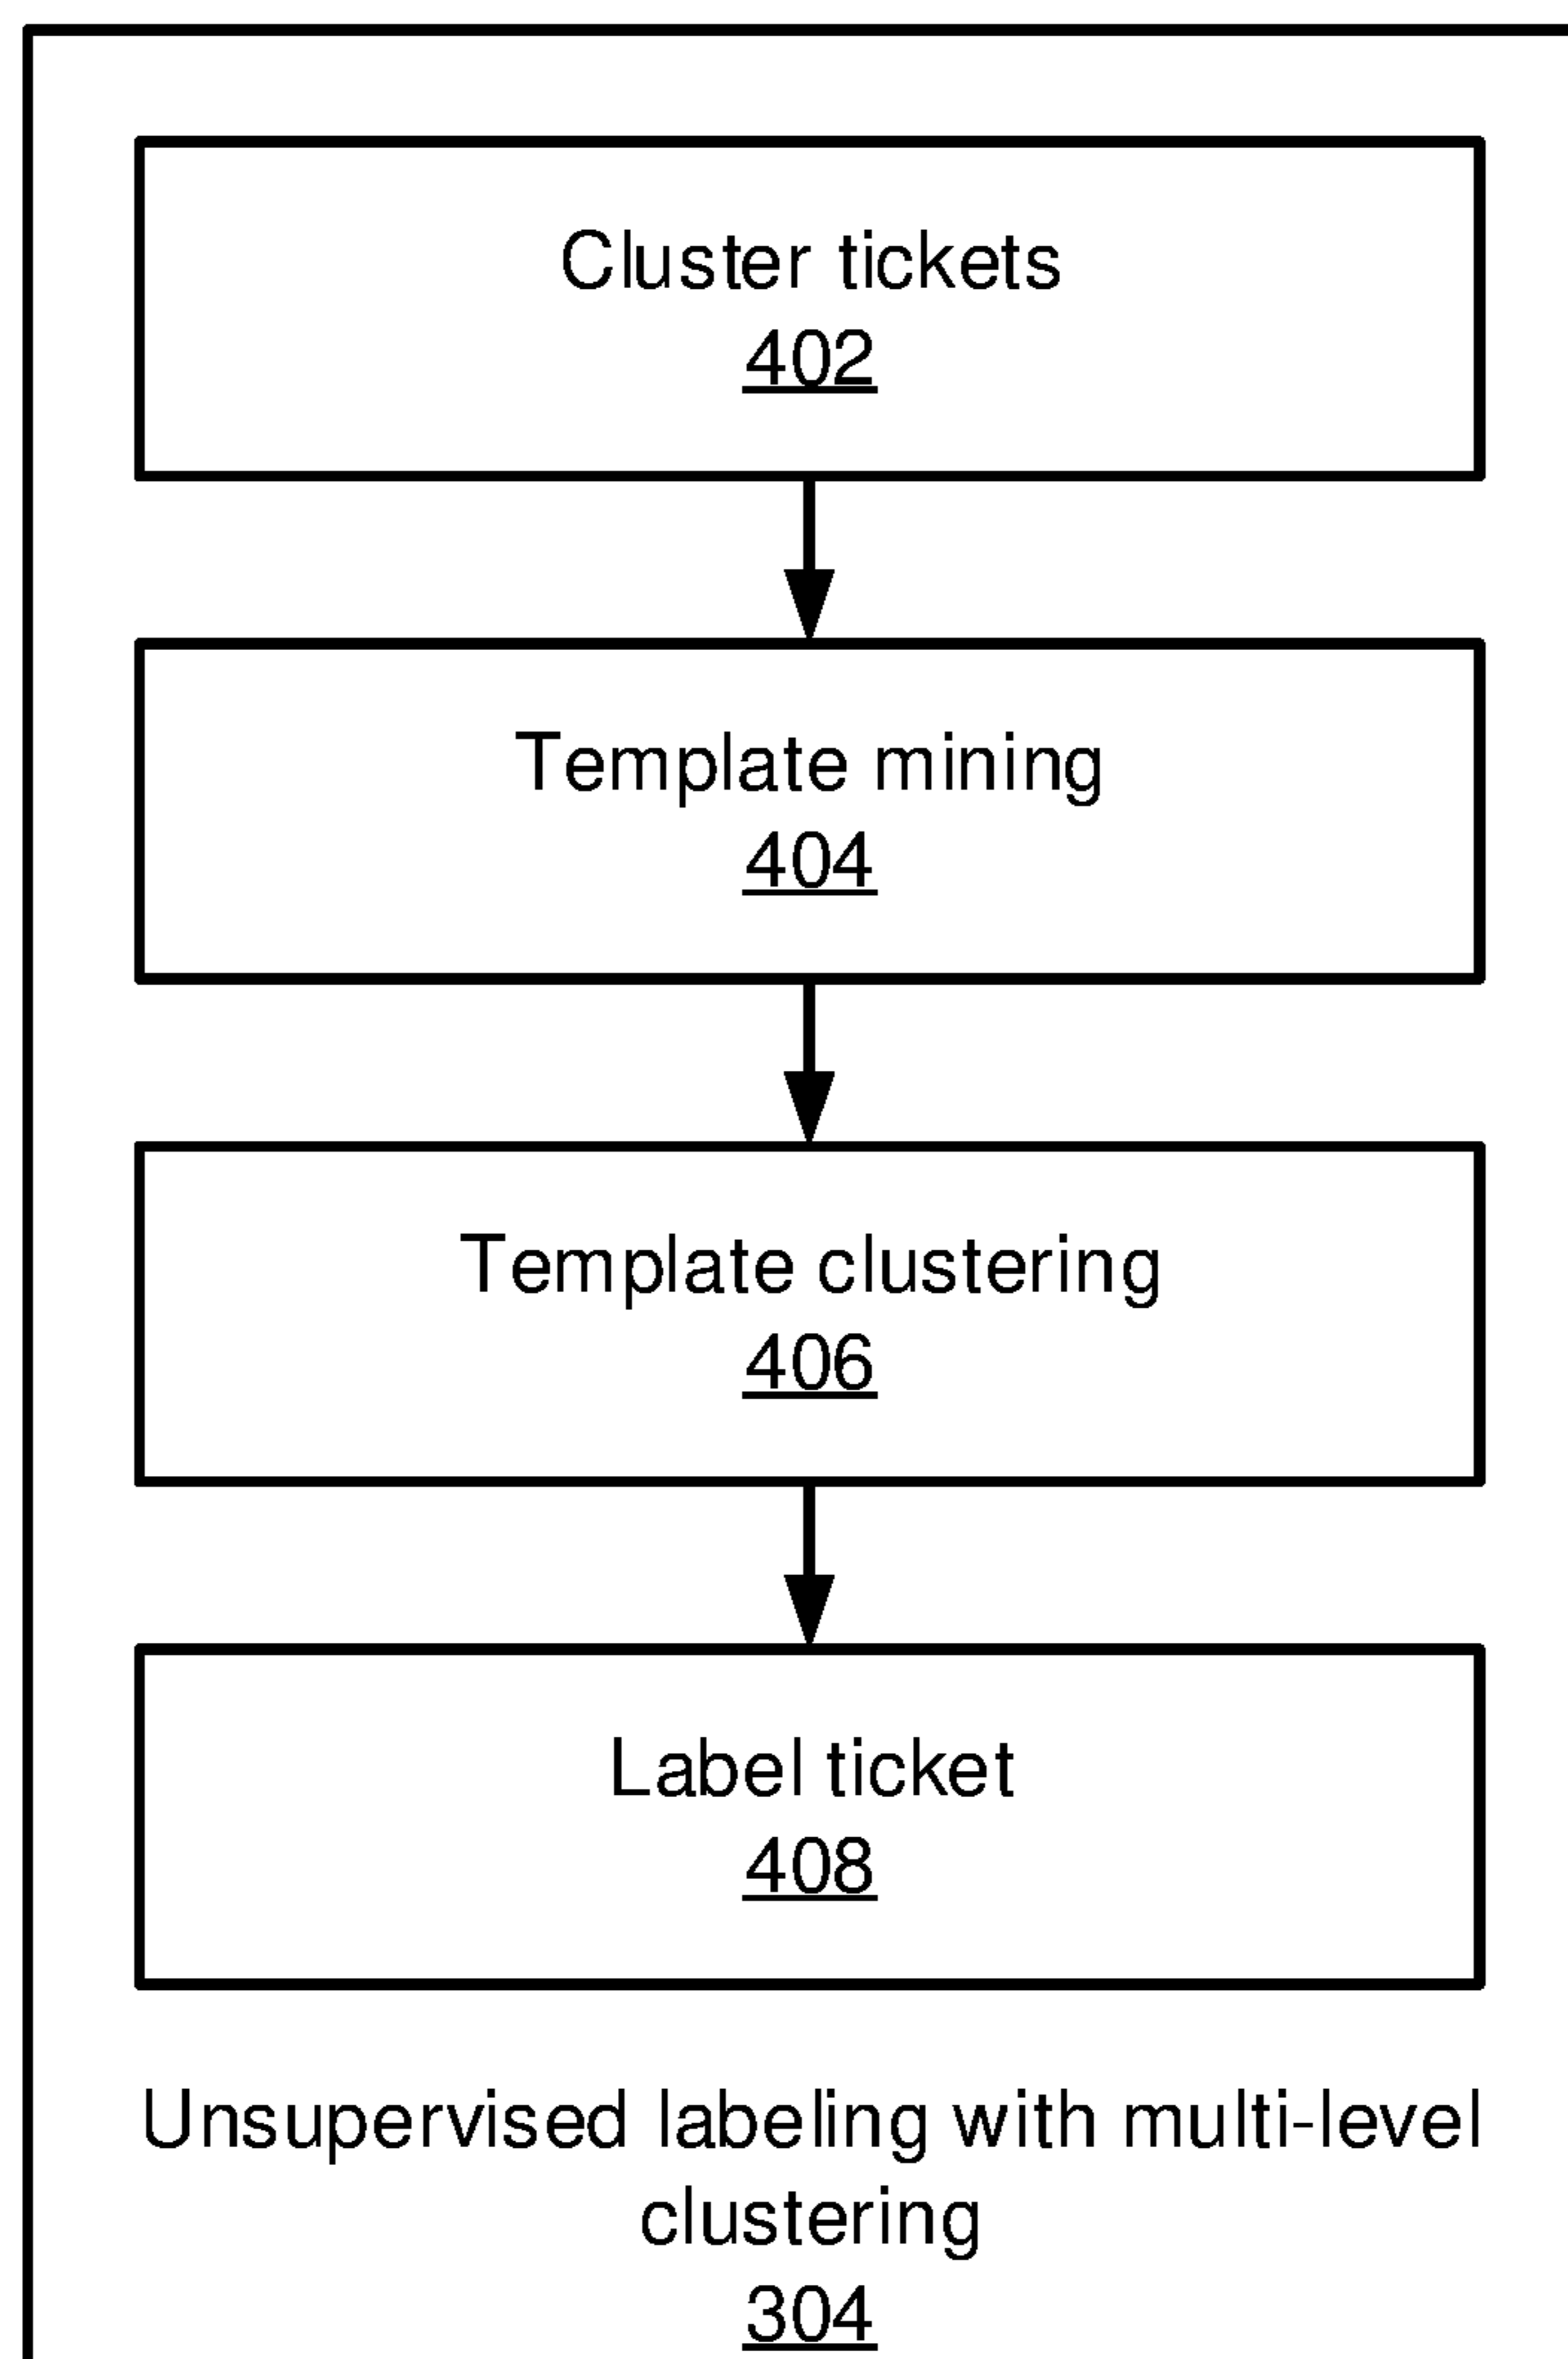 Cluster tickets
402
Template mining
404
Template clustering
406
Label ticket
408
Unsupervised labeling with multi-level
clustering
304